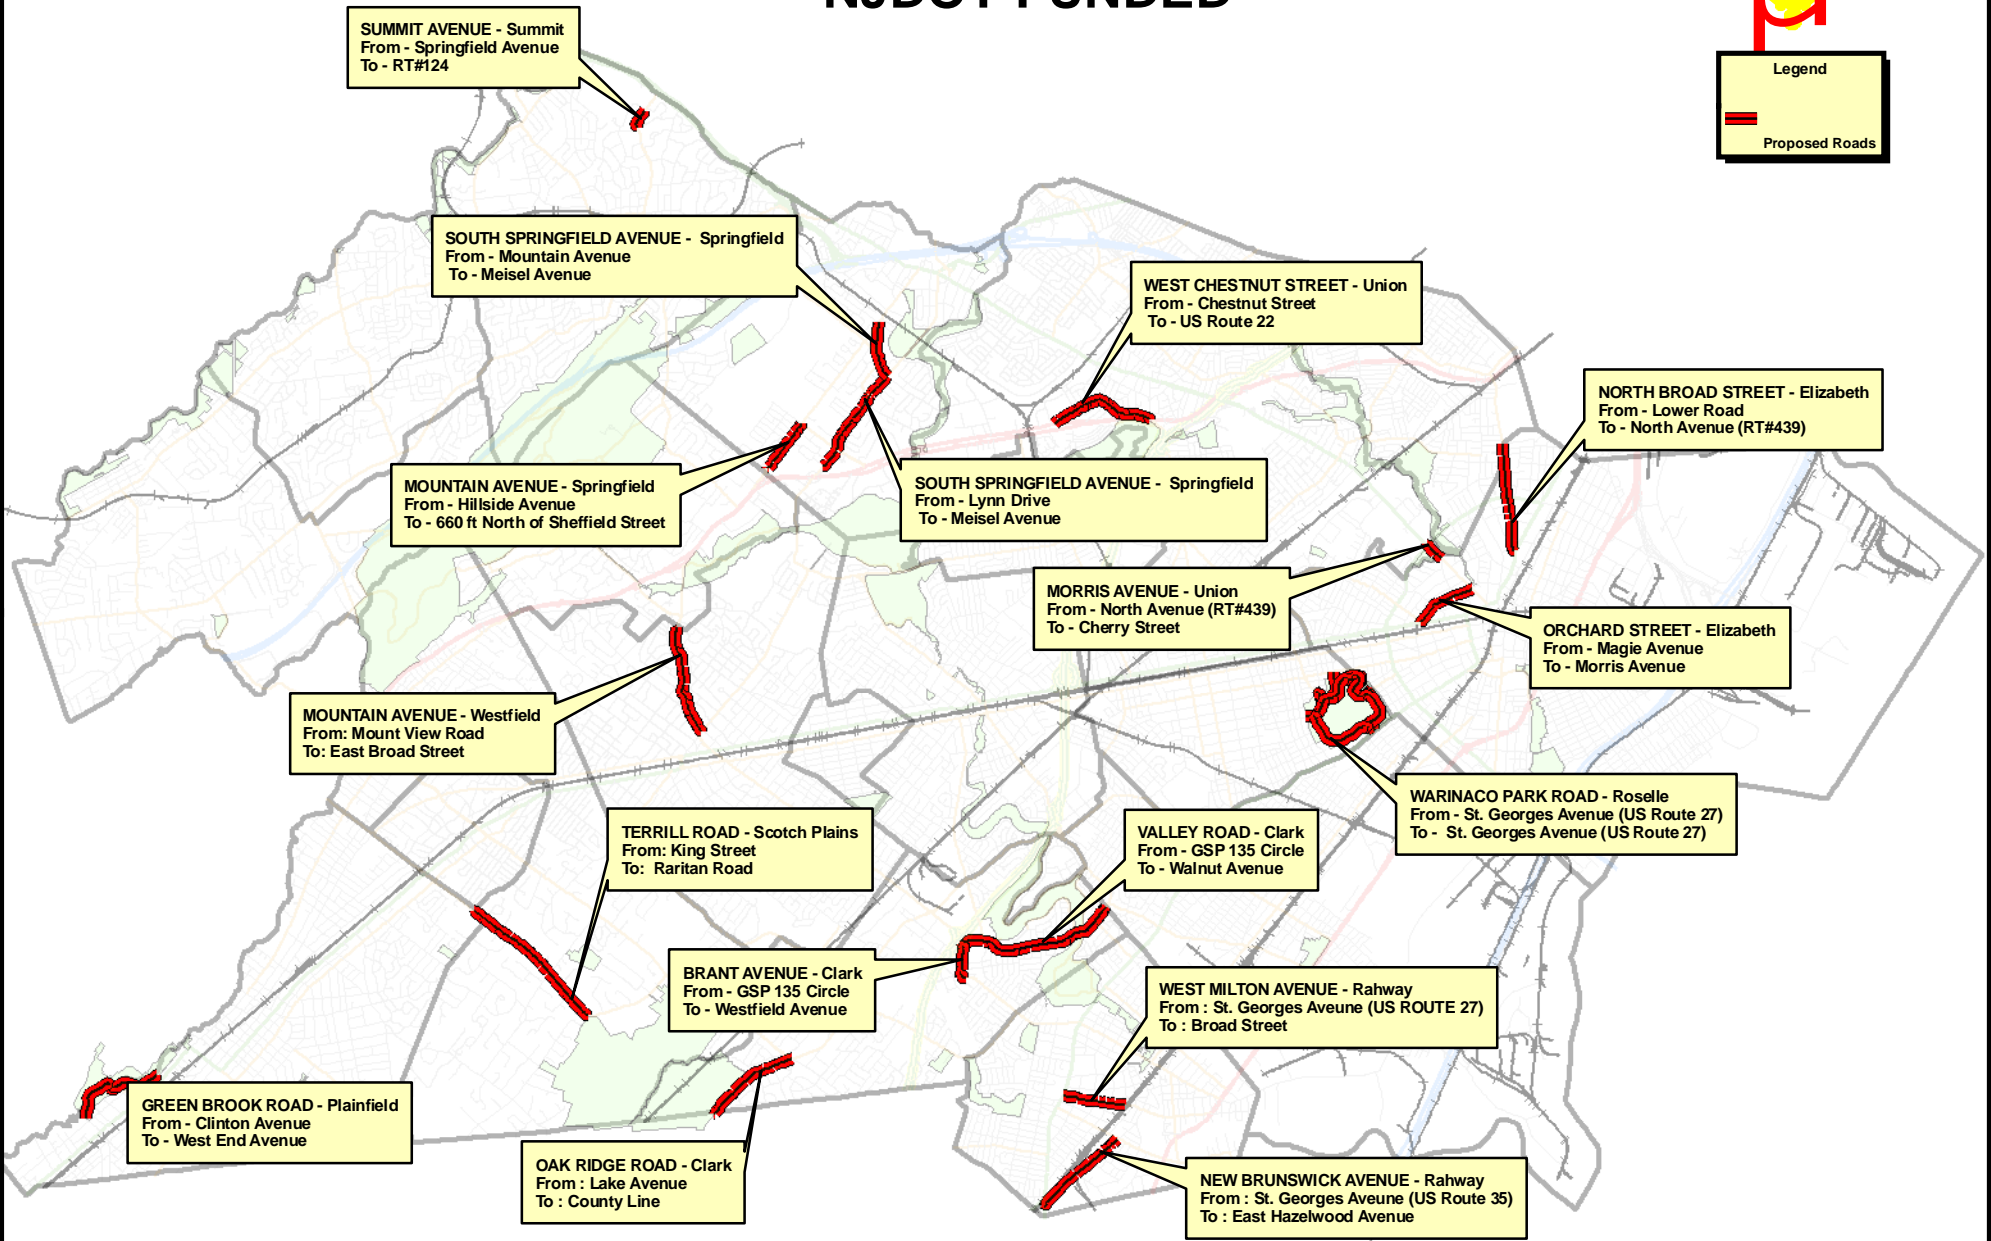 NJDOT FUNDED
SUMMIT AVENUE - Summit
From - Springfield Avenue
To - RT#124
Legend
Proposed Roads
SOUTH SPRINGFIELD AVENUE -  Springfield
From - Mountain Avenue
To - Meisel Avenue
WEST CHESTNUT STREET - Union
From - Chestnut Street
To - US Route 22
NORTH BROAD STREET - Elizabeth
From - Lower Road
To - North Avenue (RT#439)
MOUNTAIN AVENUE - Springfield
From - Hillside Avenue
To - 660 ft North of Sheffield Street
SOUTH SPRINGFIELD AVENUE -  Springfield
From - Lynn Drive
To - Meisel Avenue
MORRIS AVENUE - Union
From - North Avenue (RT#439)
To - Cherry Street
ORCHARD STREET - Elizabeth
From - Magie Avenue
To - Morris Avenue
MOUNTAIN AVENUE - Westfield
From: Mount View Road
To: East Broad Street
WARINACO PARK ROAD - Roselle
From - St. Georges Avenue (US Route 27)
To -  St. Georges Avenue (US Route 27)
TERRILL ROAD - Scotch Plains
From: King Street
To:  Raritan Road
VALLEY ROAD - Clark
From - GSP 135 Circle
To - Walnut Avenue
BRANT AVENUE - Clark
From - GSP 135 Circle
To - Westfield Avenue
WEST MILTON AVENUE - Rahway
From : St. Georges Aveune (US ROUTE 27)
To : Broad Street
GREEN BROOK ROAD - Plainfield
From - Clinton Avenue
To - West End Avenue
OAK RIDGE ROAD - Clark
From : Lake Avenue
To : County Line
NEW BRUNSWICK AVENUE - Rahway
From : St. Georges Aveune (US Route 35)
To : East Hazelwood Avenue